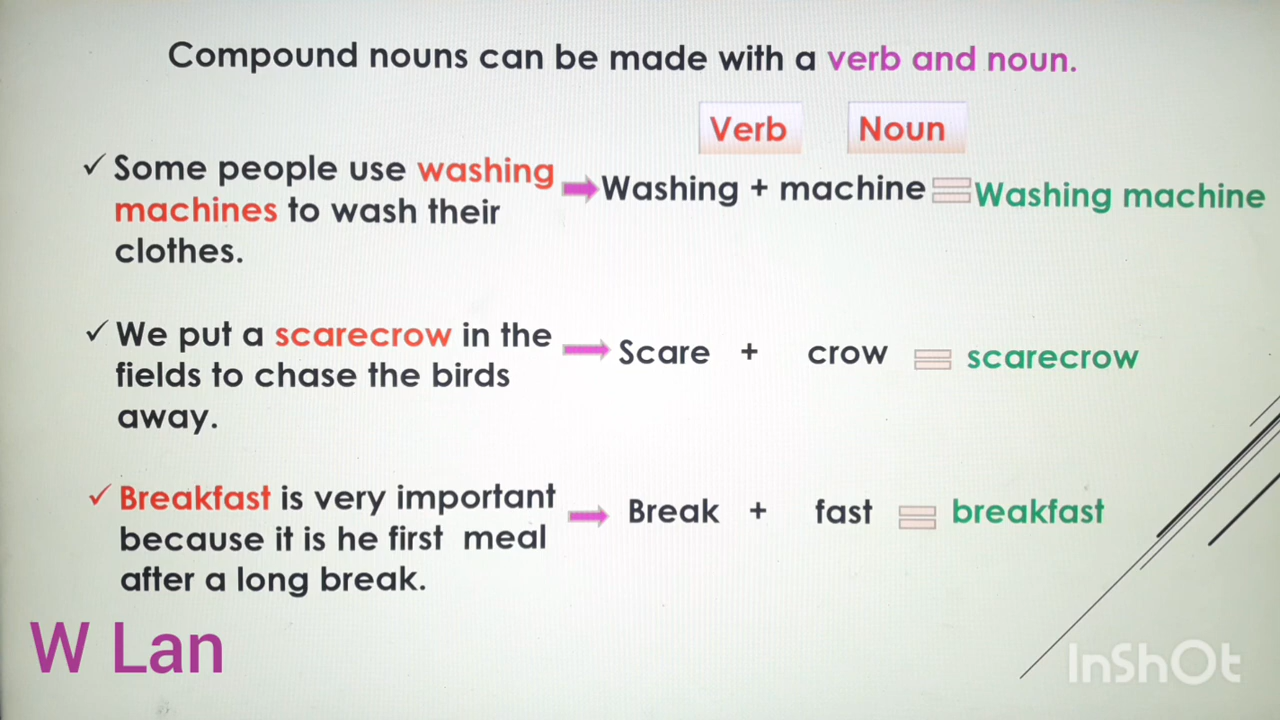 Compound nouns can be made with a verb and noun.
Verb Noun
✓ Some people use washing
machines to wash their
clothes.
Washing + machine = Washing machine
✓ We put a scarecrow in the
fields to chase the birds
away.
Scare + crow = scarecrow
✓ Breakfast is very important
because it is he first meal
after a long break.
Break + fast = breakfast
W Lan
InShOt